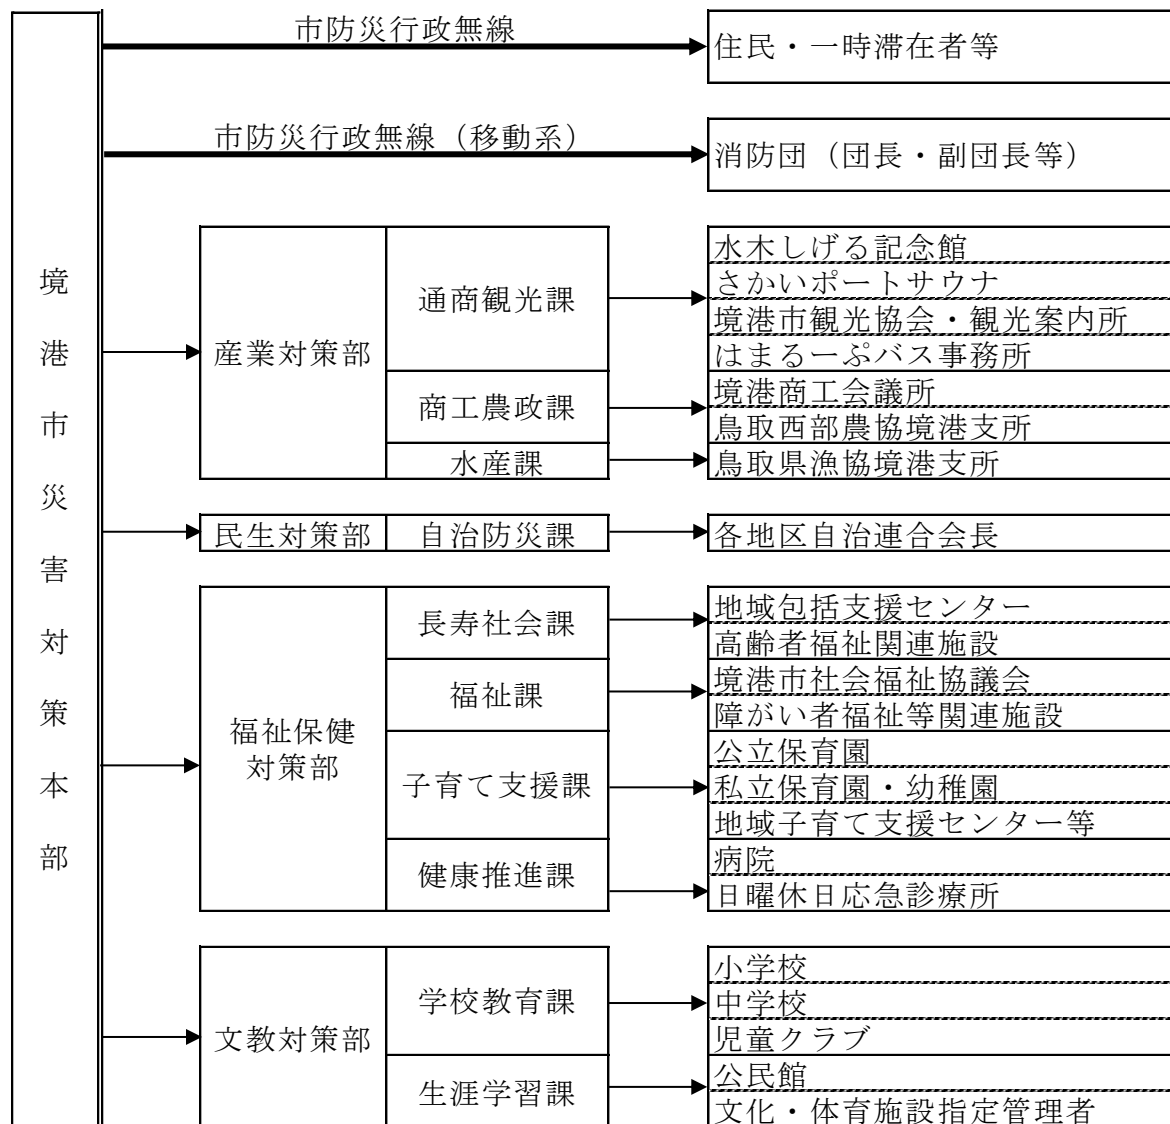 境港市災害対策本部
市防災行政無線
住民・一時滞在者等
市防災行政無線（移動系）
消防団（団長・副団長等）
産業対策部
通商観光課
水木しげる記念館
さかいポートサウナ
境港市観光協会・観光案内所
はまるーぷバス事務所
商工農政課
境港商工会議所
鳥取西部農協境港支所
水産課
鳥取県漁協境港支所
民生対策部
自治防災課
各地区自治連合会長
福祉保健
対策部
長寿社会課
地域包括支援センター
高齢者福祉関連施設
福祉課
境港市社会福祉協議会
障がい者福祉等関連施設
子育て支援課
公立保育園
私立保育園・幼稚園
地域子育て支援センター等
健康推進課
病院
日曜休日応急診療所
文教対策部
学校教育課
小学校
中学校
児童クラブ
生涯学習課
公民館
文化・体育施設指定管理者